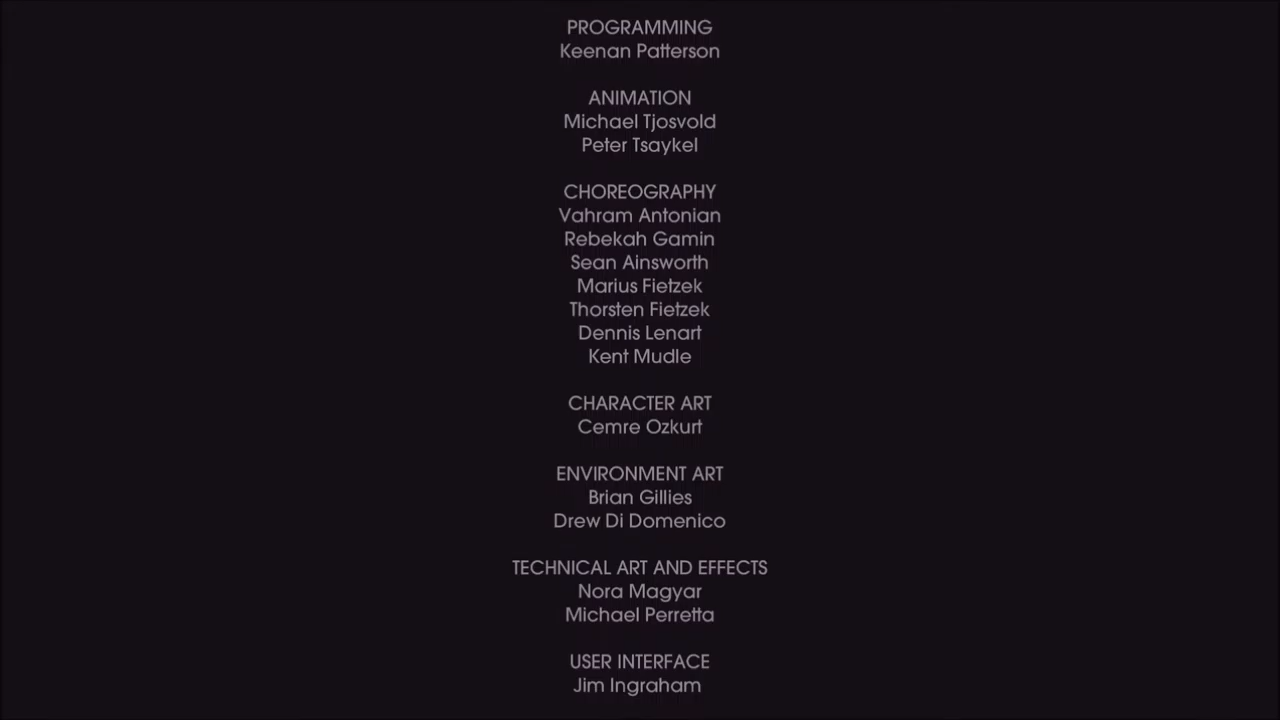 PROGRAMMING
Keenan Patterson
ANIMATION
Michael Tjosvold
Peter Tsaykel
CHOREOGRAPHY
Vahram Antonian
Rebekah Gamin
Sean Ainsworth
Marius Fietzek
Thorsten Fietzek
Dennis Lenart
Kent Mudle
CHARACTER ART
Cemre Ozkurt
ENVIRONMENT ART
Brian Gillies
Drew Di Domenico
TECHNICAL ART AND EFFECTS
Nora Magyar
Michael Perretta
USER INTERFACE
Jim Ingraham